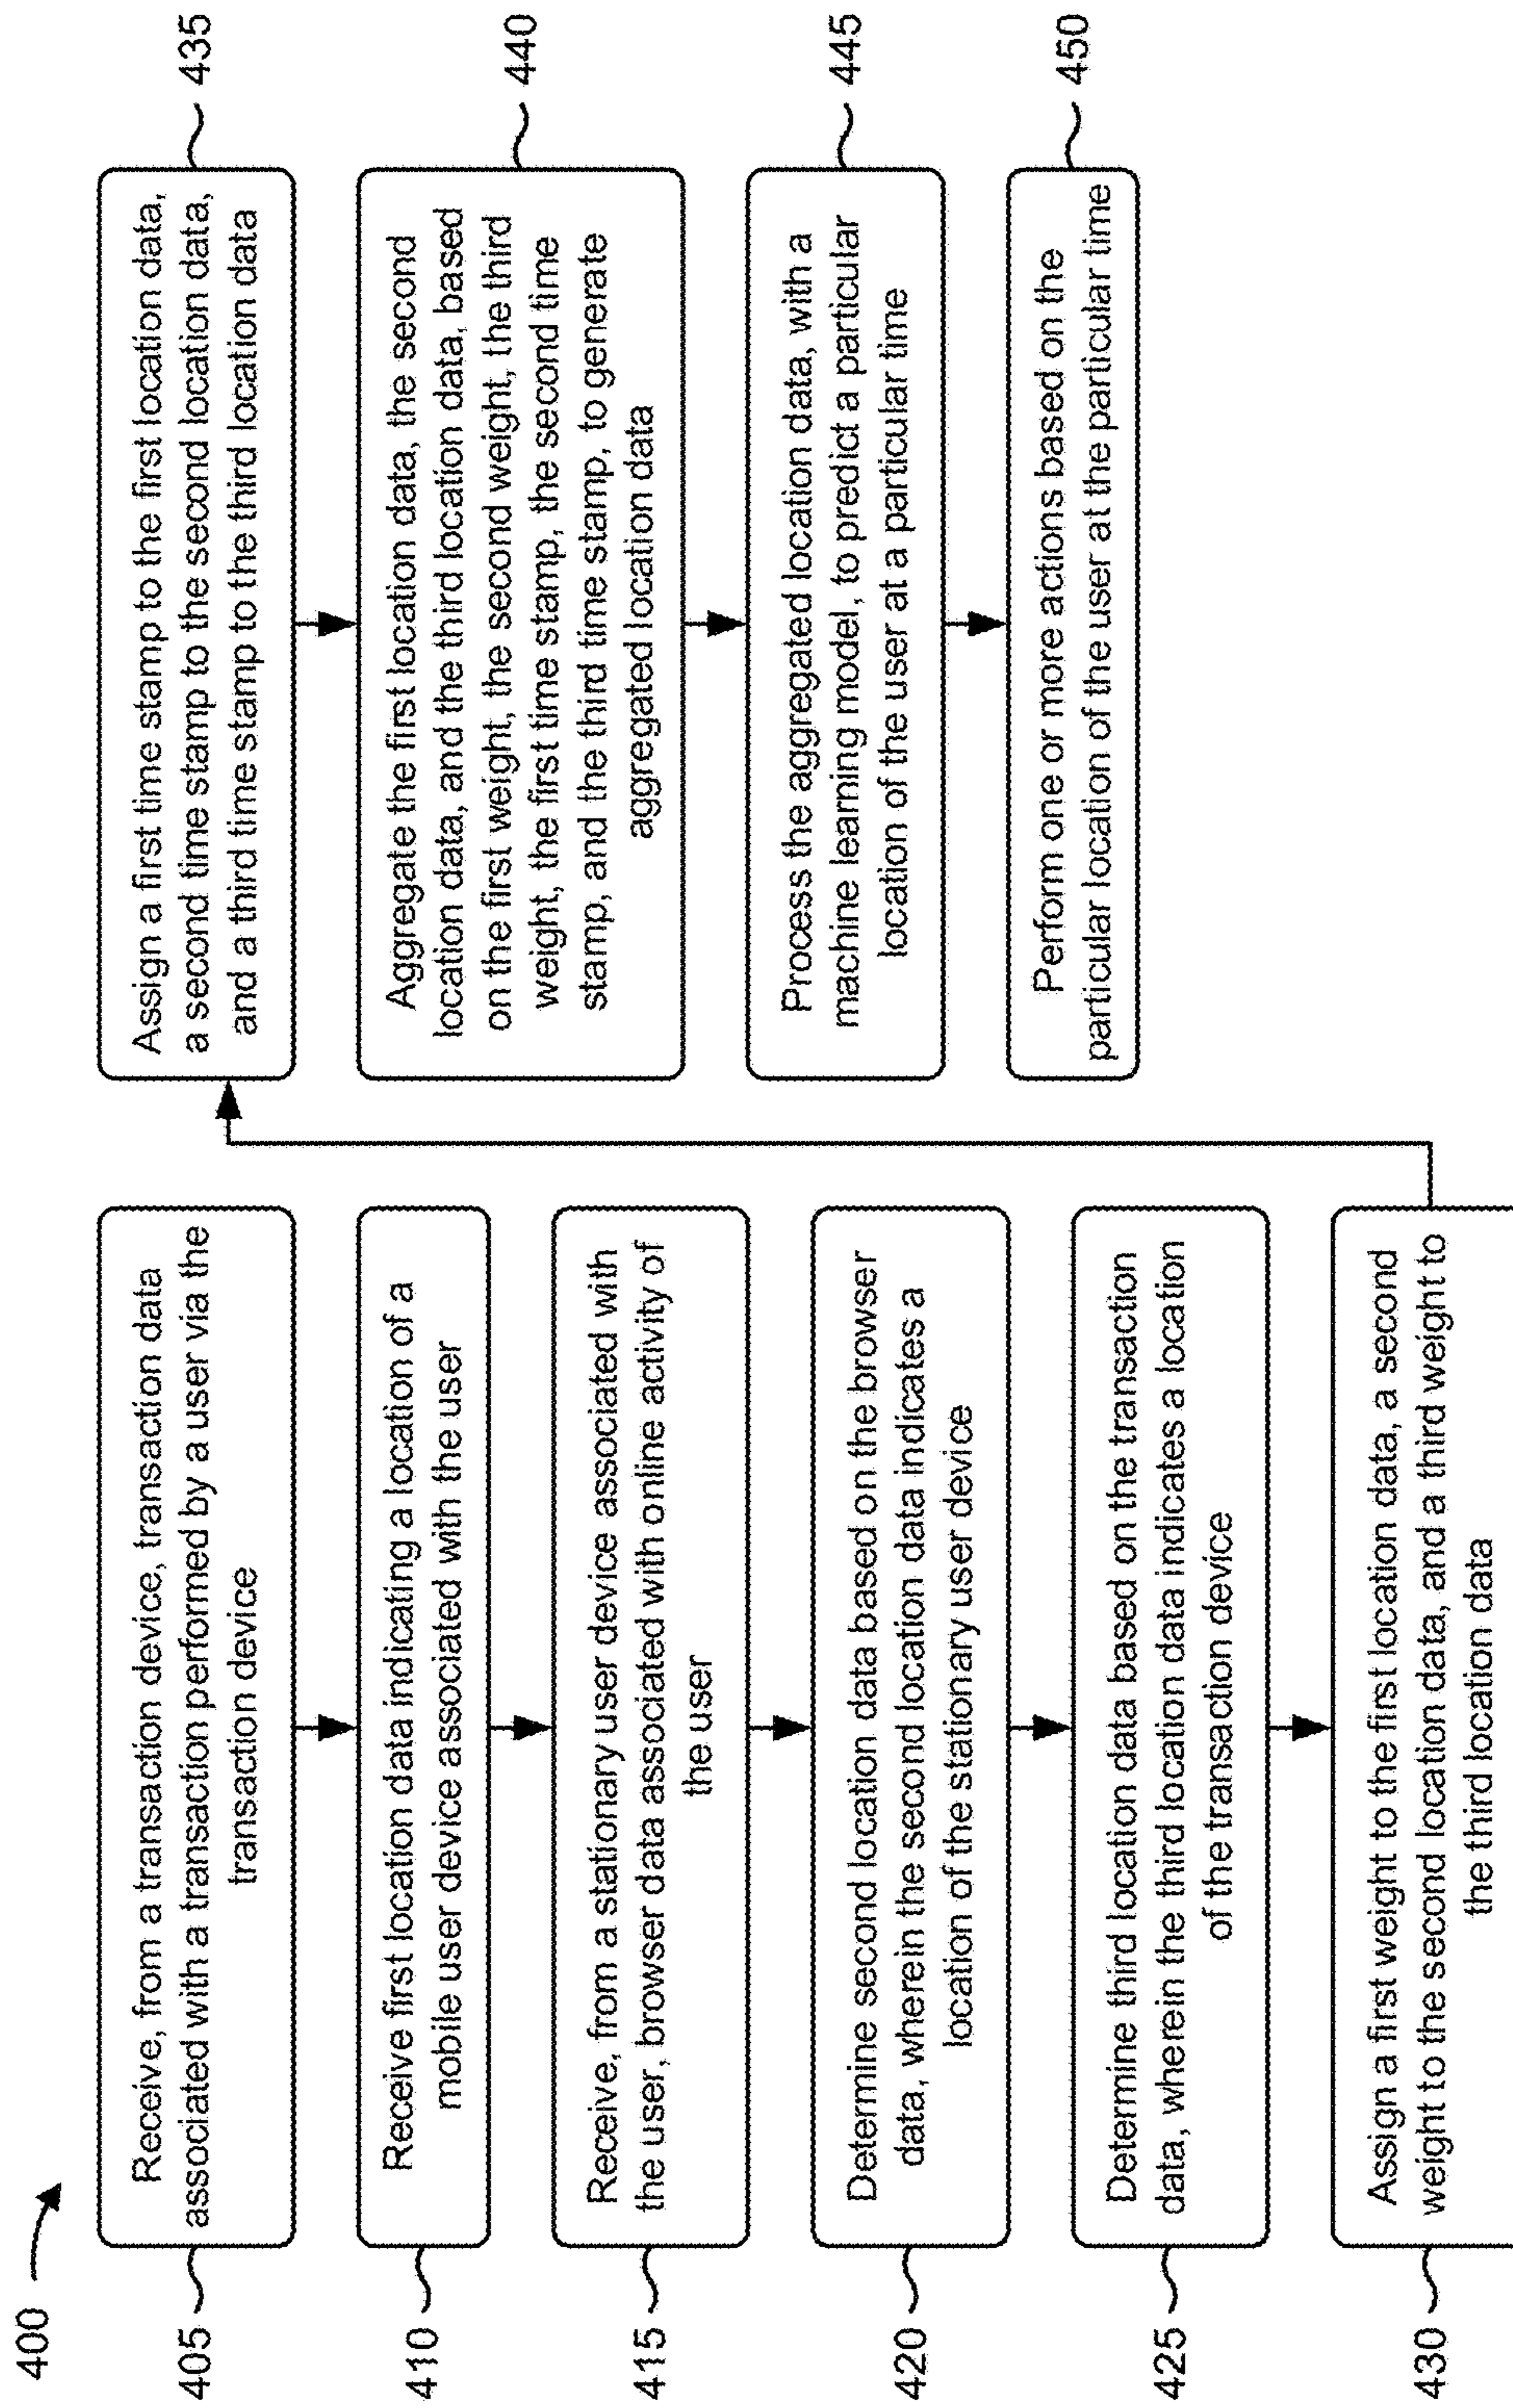 400
405
Receive, from a transaction device, transaction data
associated with a transaction performed by a user via the
transaction device
410
Receive first location data indicating a location of a
mobile user device associated with the user
415
Receive, from a stationary user device associated with
the user, browser data associated with online activity of
the user
420
Determine second location data based on the browser
data, wherein the second location data indicates a
location of the stationary user device
425
Determine third location data based on the transaction
data, wherein the third location data indicates a location
of the transaction device
430
Assign a first weight to the first location data, a second
weight to the second location data, and a third weight to
the third location data
435
Assign a first time stamp to the first location data,
a second time stamp to the second location data,
and a third time stamp to the third location data
440
Aggregate the first location data, the second
location data, and the third location data, based
on the first weight, the second weight, the third
weight, the first time stamp, the second time
stamp, and the third time stamp, to generate
aggregated location data
445
Process the aggregated location data, with a
machine learning model, to predict a particular
location of the user at a particular time
450
Perform one or more actions based on the
particular location of the user at the particular time